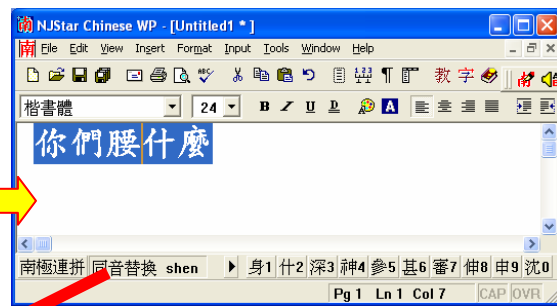 NJStar Chinese WP - [Untitled1 * ]
File Edit View Insert Format Input Tools Window Help
教 字
楷書體 24 B Z U D A
你們腰什麼
南極連拼 同音替換 shen 身1 什2 深3 神4 參5 甚6 審7 伸8 申9 沈0
Pg 1 Ln 1 Col 7 CAP OVR